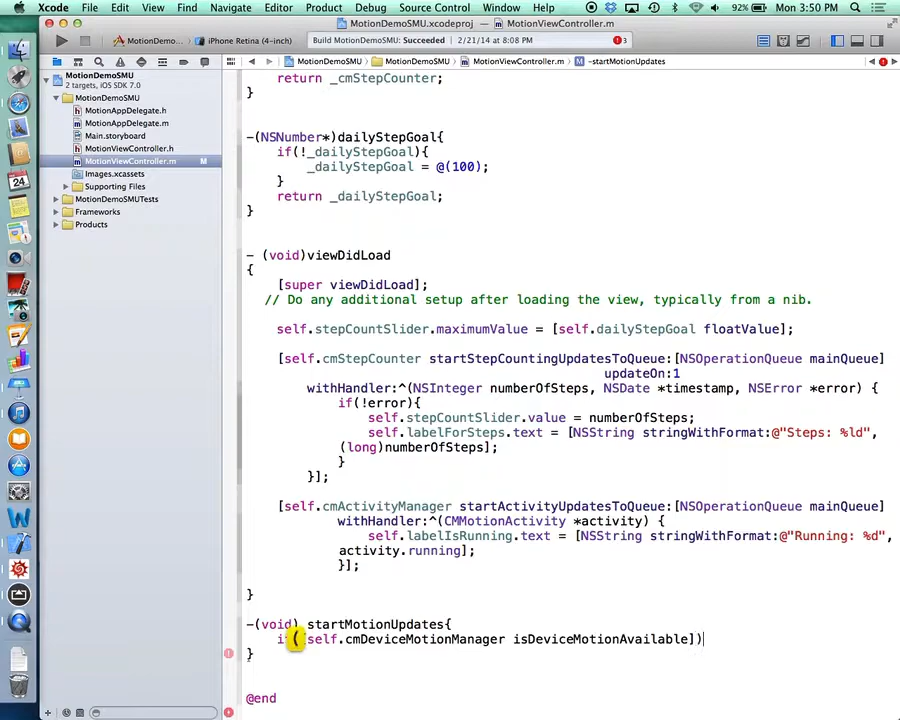 Xcode File Edit View Find Navigate Editor Product Debug Source Control Window 92% Mon 3:50 PM
MotionDemoSMU.xcodeproj — MotionViewController.m
MotionDemo... iPhone Retina (4-inch) Build MotionDemoSMU: Succeeded 2/21/14 at 8:08 PM 3
MotionDemoSMU MotionDemoSMU MotionViewController.m M -startMotionUpdates
MotionDemoSMU
2 targets, iOS SDK 7.0
MotionDemoSMU
h MotionAppDelegate.h
m MotionAppDelegate.m
Main.storyboard
h MotionViewController.h
m MotionViewController.m M
Images.xcassets
Supporting Files
MotionDemoSMUTests
Frameworks
Products
24
return _cmStepCounter;
}
-(NSNumber*)dailyStepGoal{
if(!_dailyStepGoal){
_dailyStepGoal = @(100);
}
return _dailyStepGoal;
}
- (void)viewDidLoad
{
[super viewDidLoad];
// Do any additional setup after loading the view, typically from a nib.
self.stepCountSlider.maximumValue = [self.dailyStepGoal floatValue];
[self.cmStepCounter startStepCountingUpdatesToQueue:[NSOperationQueue mainQueue]
updateOn:1
withHandler:^(NSInteger numberOfSteps, NSDate *timestamp, NSError *error) {
if(!error){
self.stepCountSlider.value = numberOfSteps;
self.labelForSteps.text = [NSString stringWithFormat:@"Steps: %ld",
(long)numberOfSteps];
}
}];
[self.cmActivityManager startActivityUpdatesToQueue:[NSOperationQueue mainQueue]
withHandler:^(CMMotionActivity *activity) {
self.labelIsRunning.text = [NSString stringWithFormat:@"Running: %d",
activity.running];
}];
}
-(void) startMotionUpdates{
if([self.cmDeviceMotionManager isDeviceMotionAvailable])
}
@end